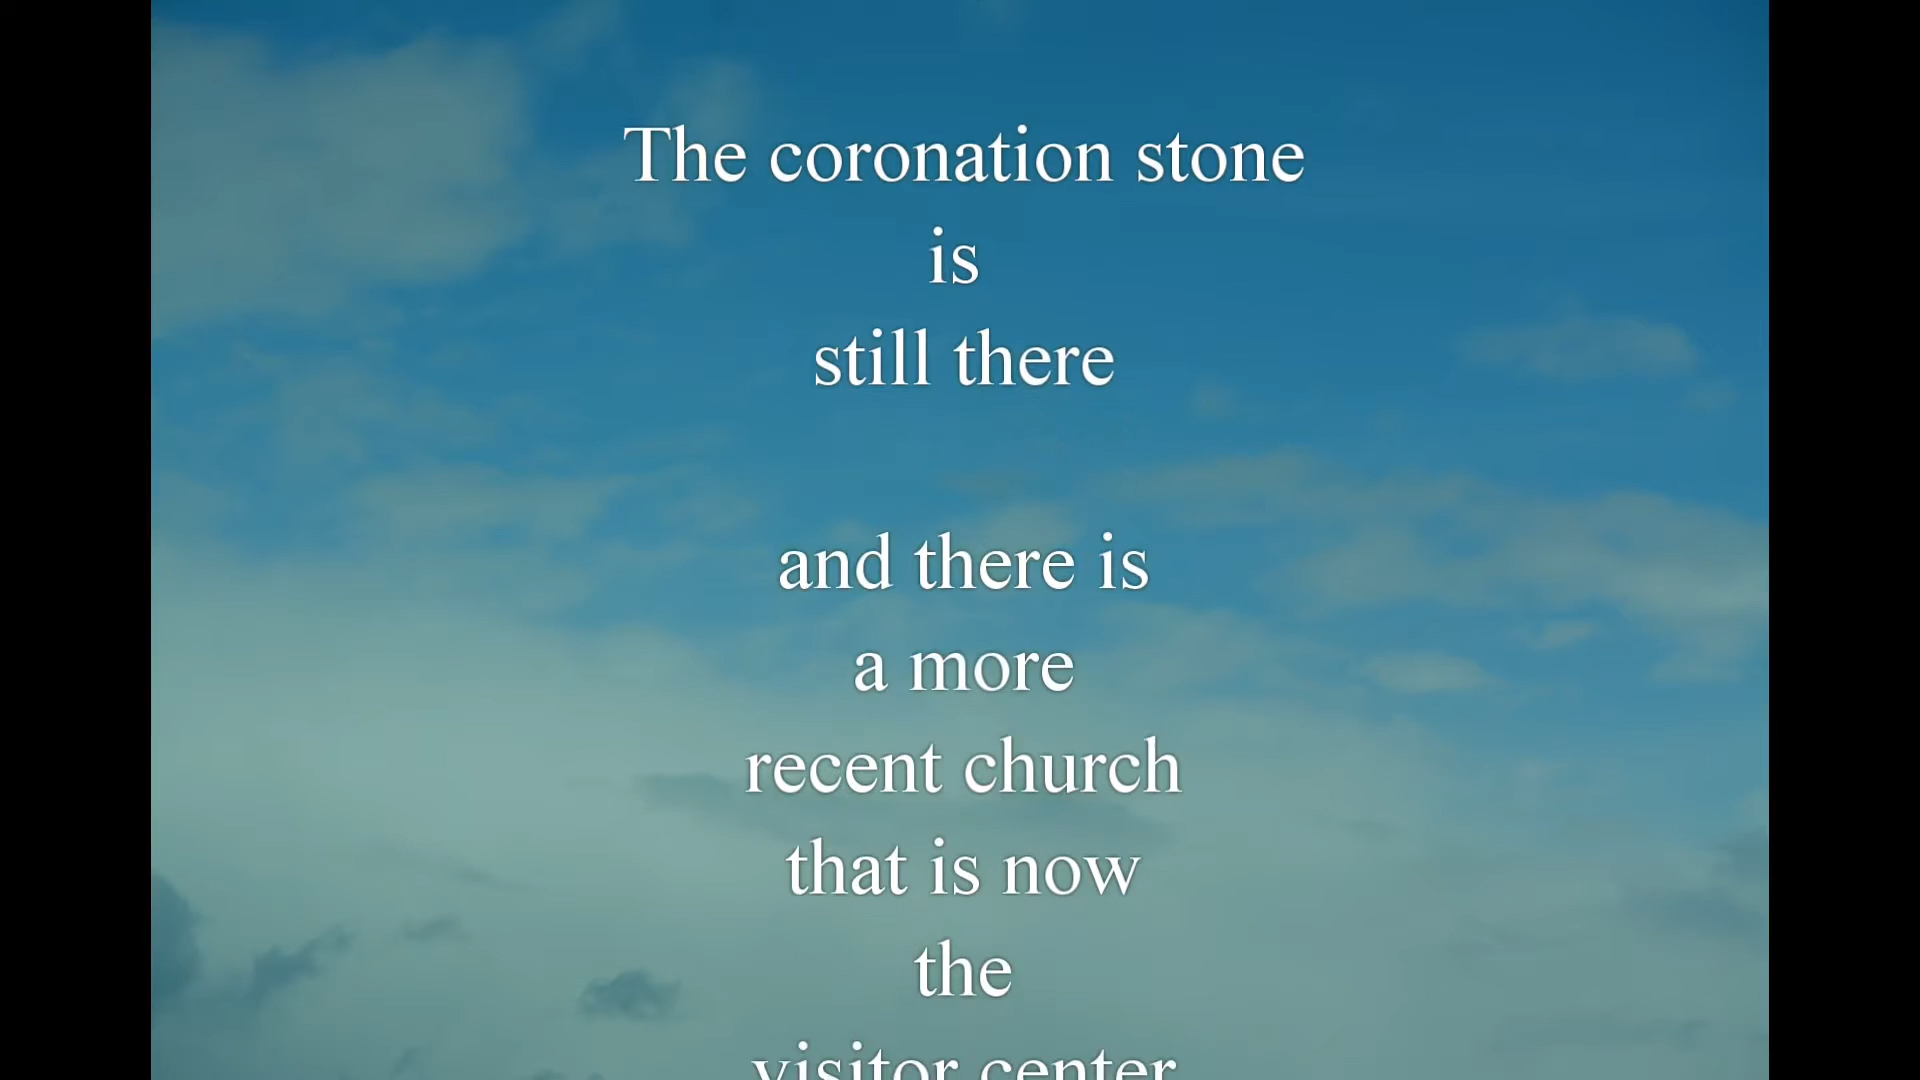 The coronation stone
is
still there
and there is
a more
recent church
that is now
the
visitor center